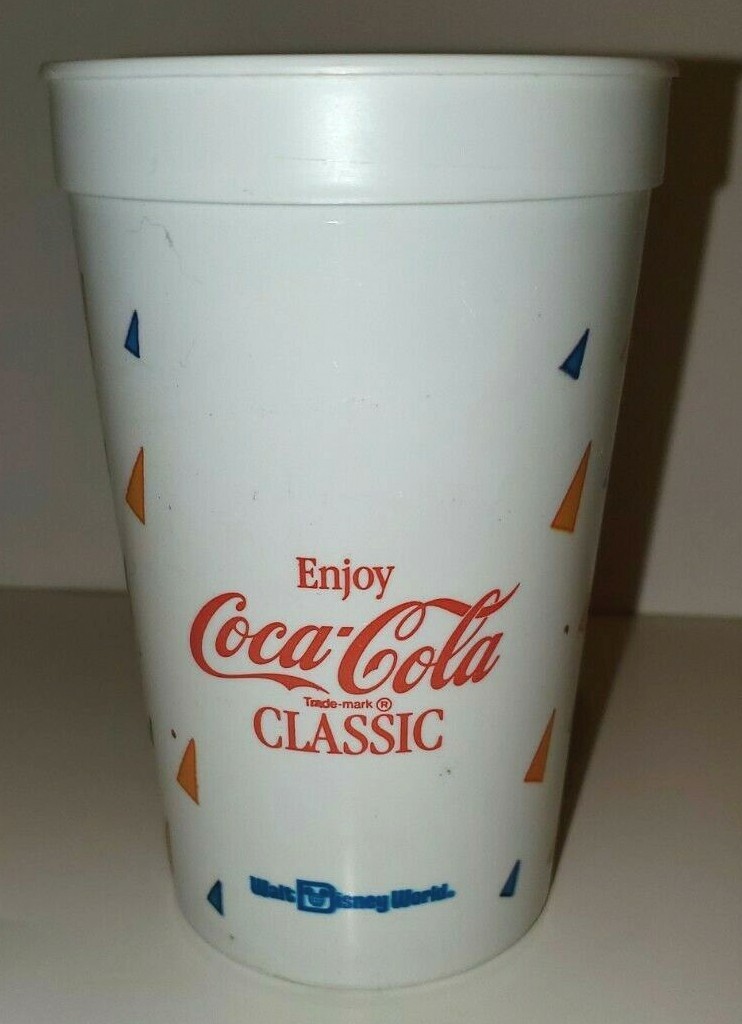 Enjoy
Coca-Cola
Trade-mark ®
CLASSIC
Walt Disney World.